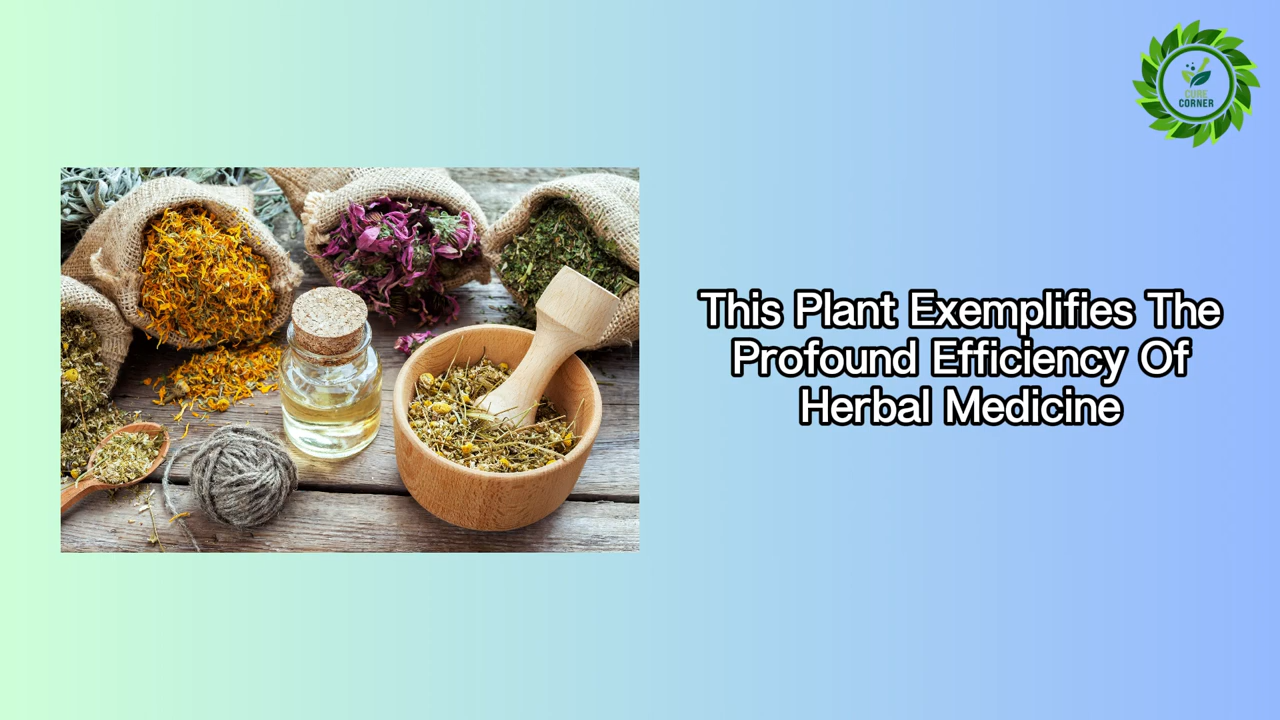 CURE
CORNER
This Plant Exemplifies The
Profound Efficiency Of
Herbal Medicine